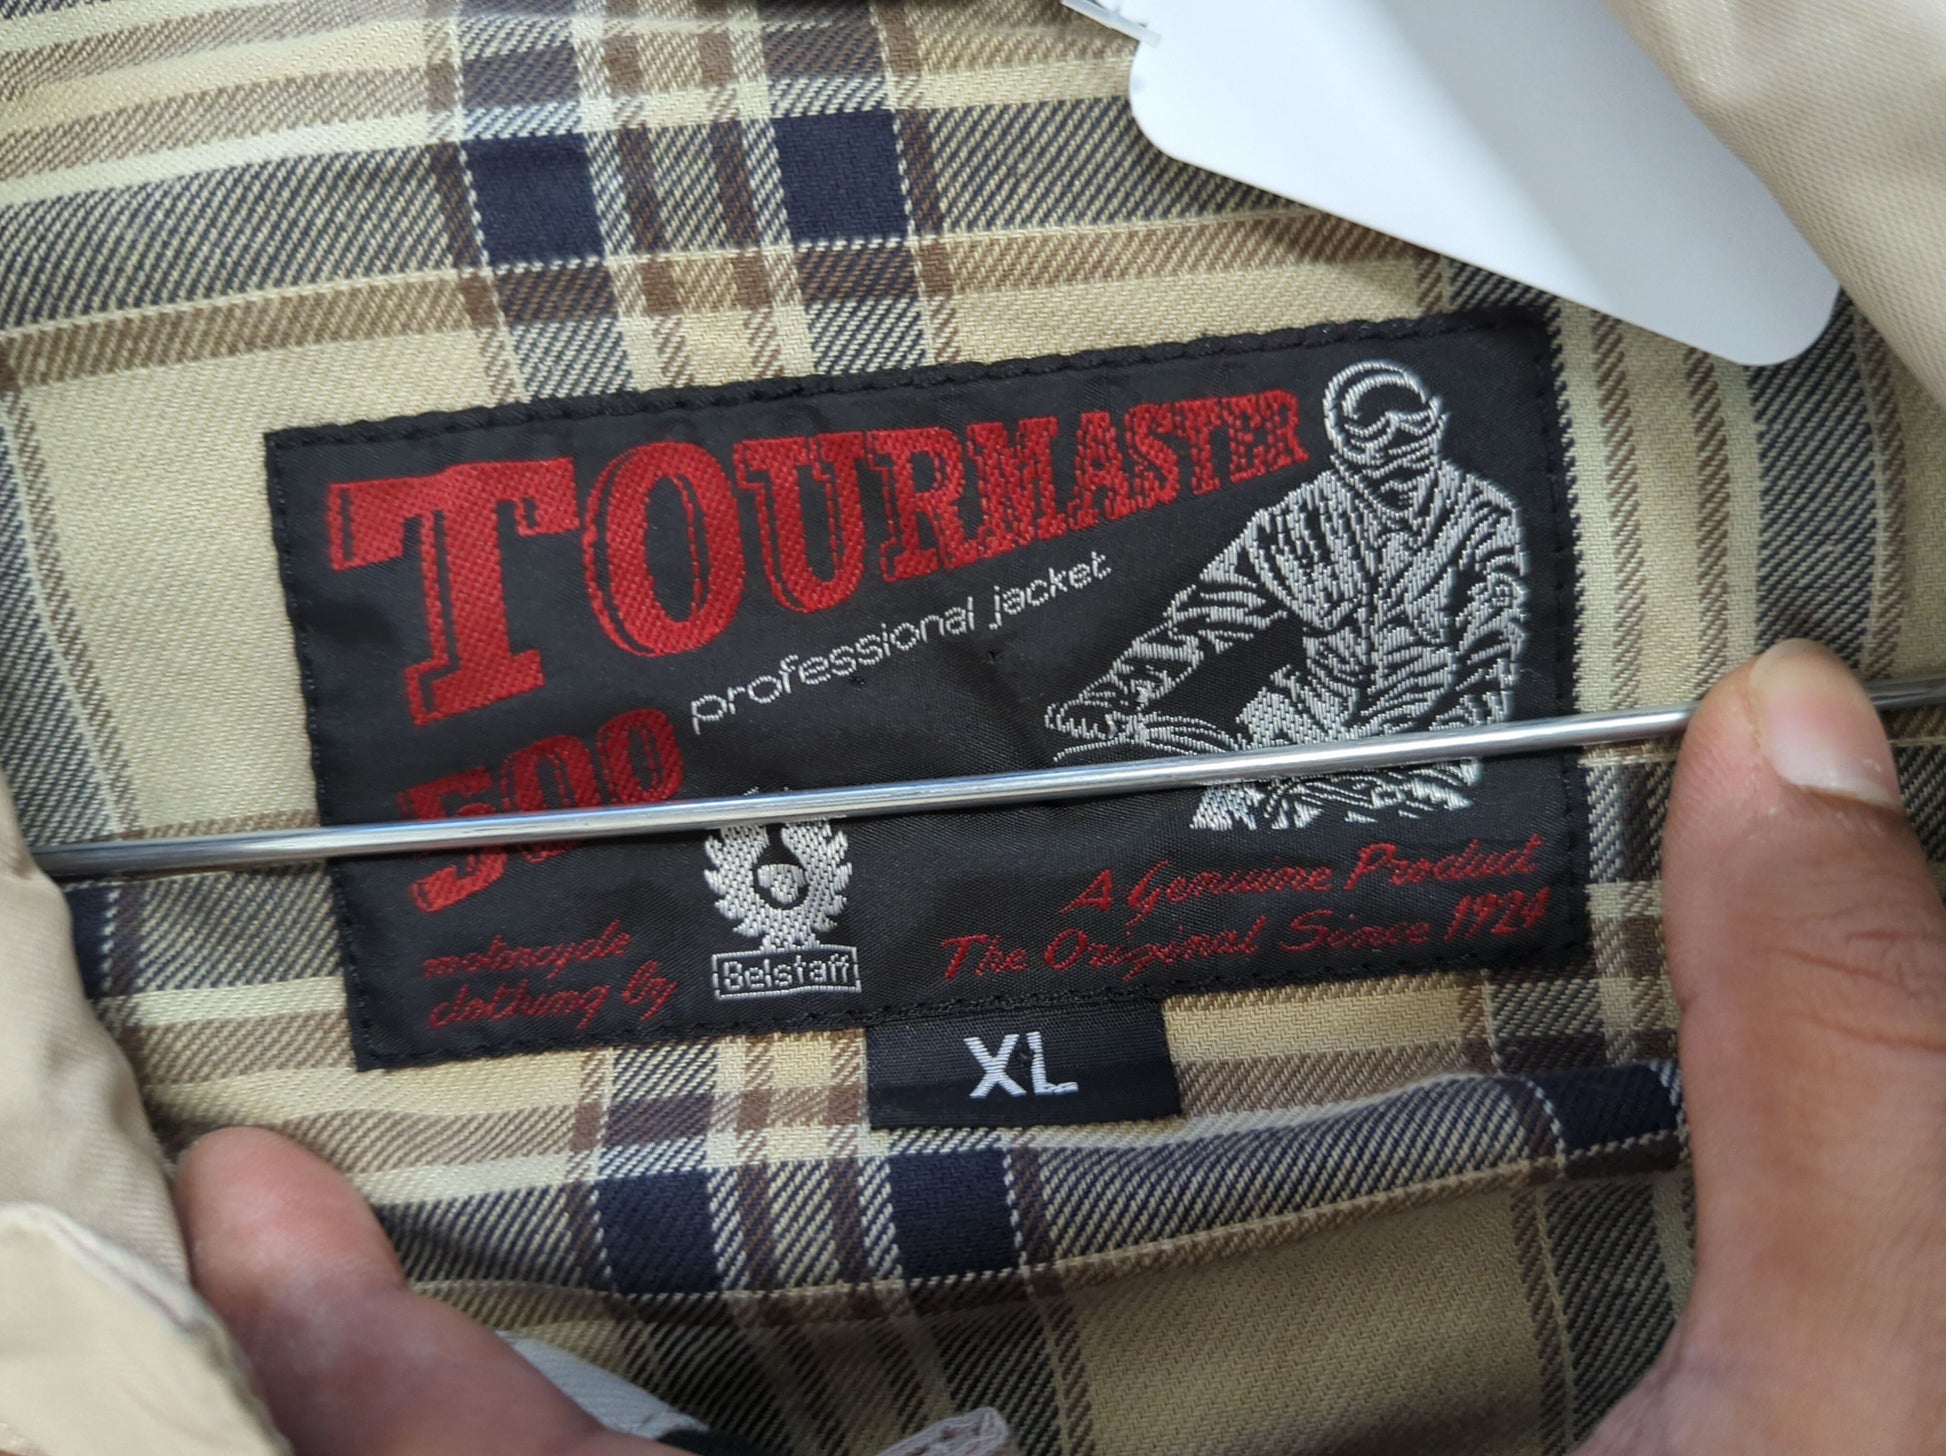 TOURMASTER
professional jacket
500
motorcycle
clothing by
Belstaff
A Genuine Product
The Original Since 1924
XL